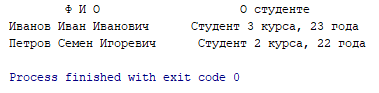 Ф И О О студенте
Иванов Иван Иванович Студент 3 курса, 23 года
Петров Семен Игоревич Студент 2 курса, 22 года
Process finished with exit code 0